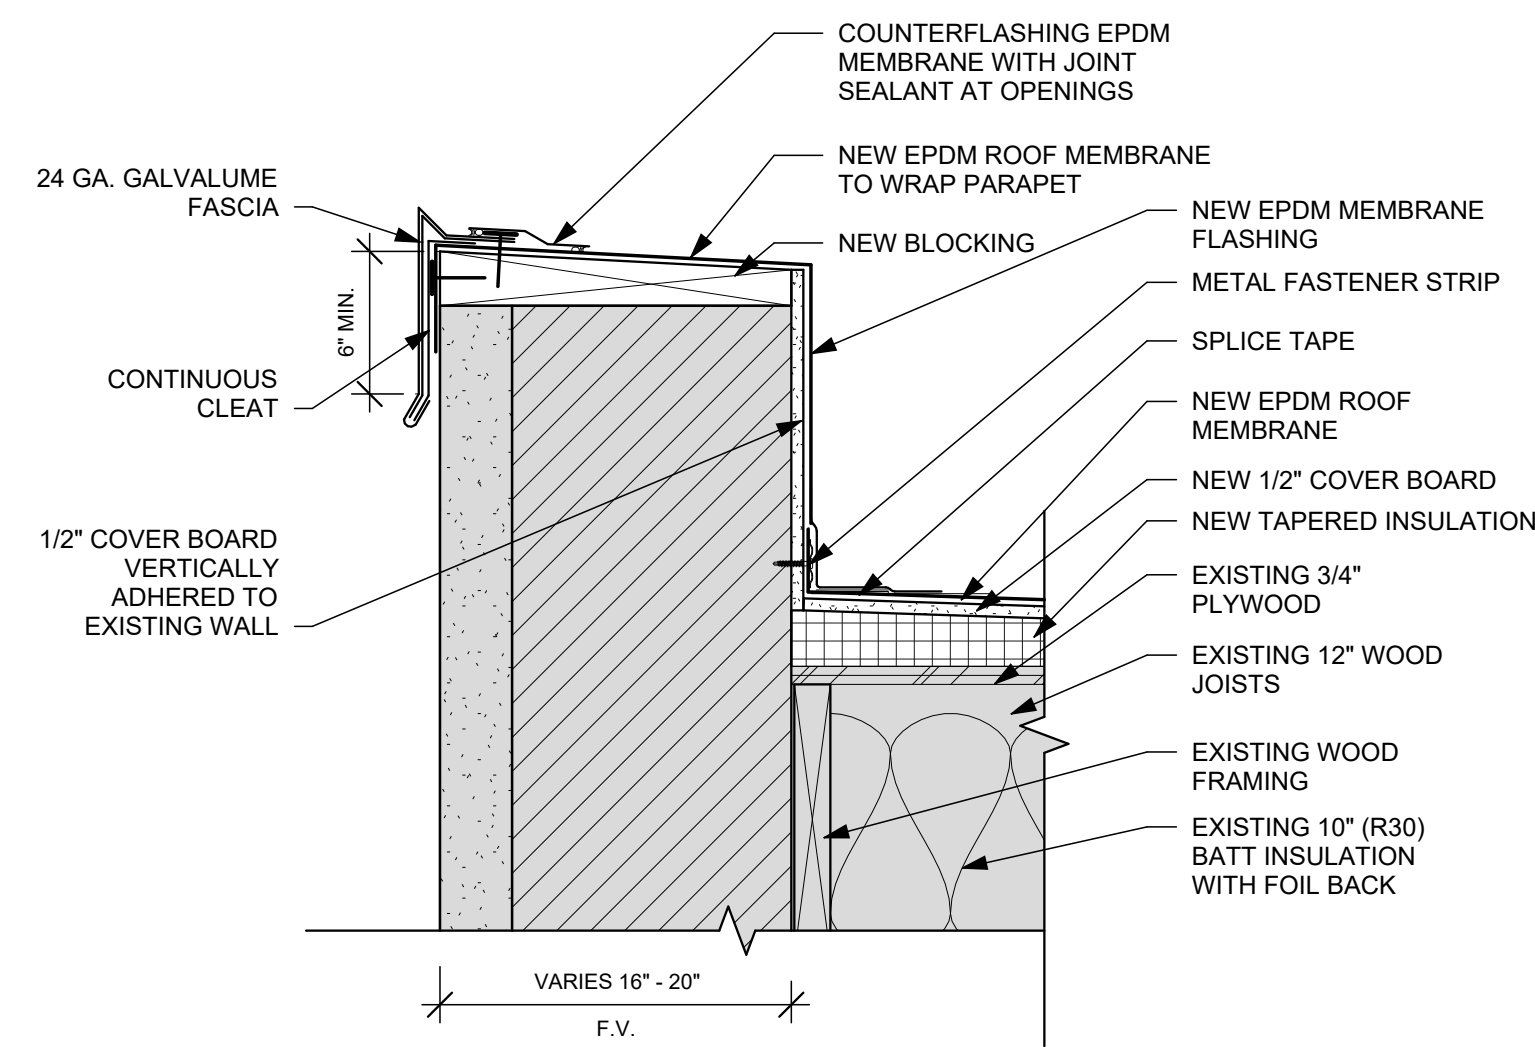 COUNTERFLASHING EPDM
MEMBRANE WITH JOINT
SEALANT AT OPENINGS
NEW EPDM ROOF MEMBRANE
TO WRAP PARAPET
NEW BLOCKING
24 GA. GALVALUME
FASCIA
6" MIN.
CONTINUOUS
CLEAT
1/2" COVER BOARD
VERTICALLY
ADHERED TO
EXISTING WALL
NEW EPDM MEMBRANE
FLASHING
METAL FASTENER STRIP
SPLICE TAPE
NEW EPDM ROOF
MEMBRANE
NEW 1/2" COVER BOARD
NEW TAPERED INSULATION
EXISTING 3/4"
PLYWOOD
EXISTING 12" WOOD
JOISTS
EXISTING WOOD
FRAMING
EXISTING 10" (R30)
BATT INSULATION
WITH FOIL BACK
VARIES 16" - 20"
F.V.